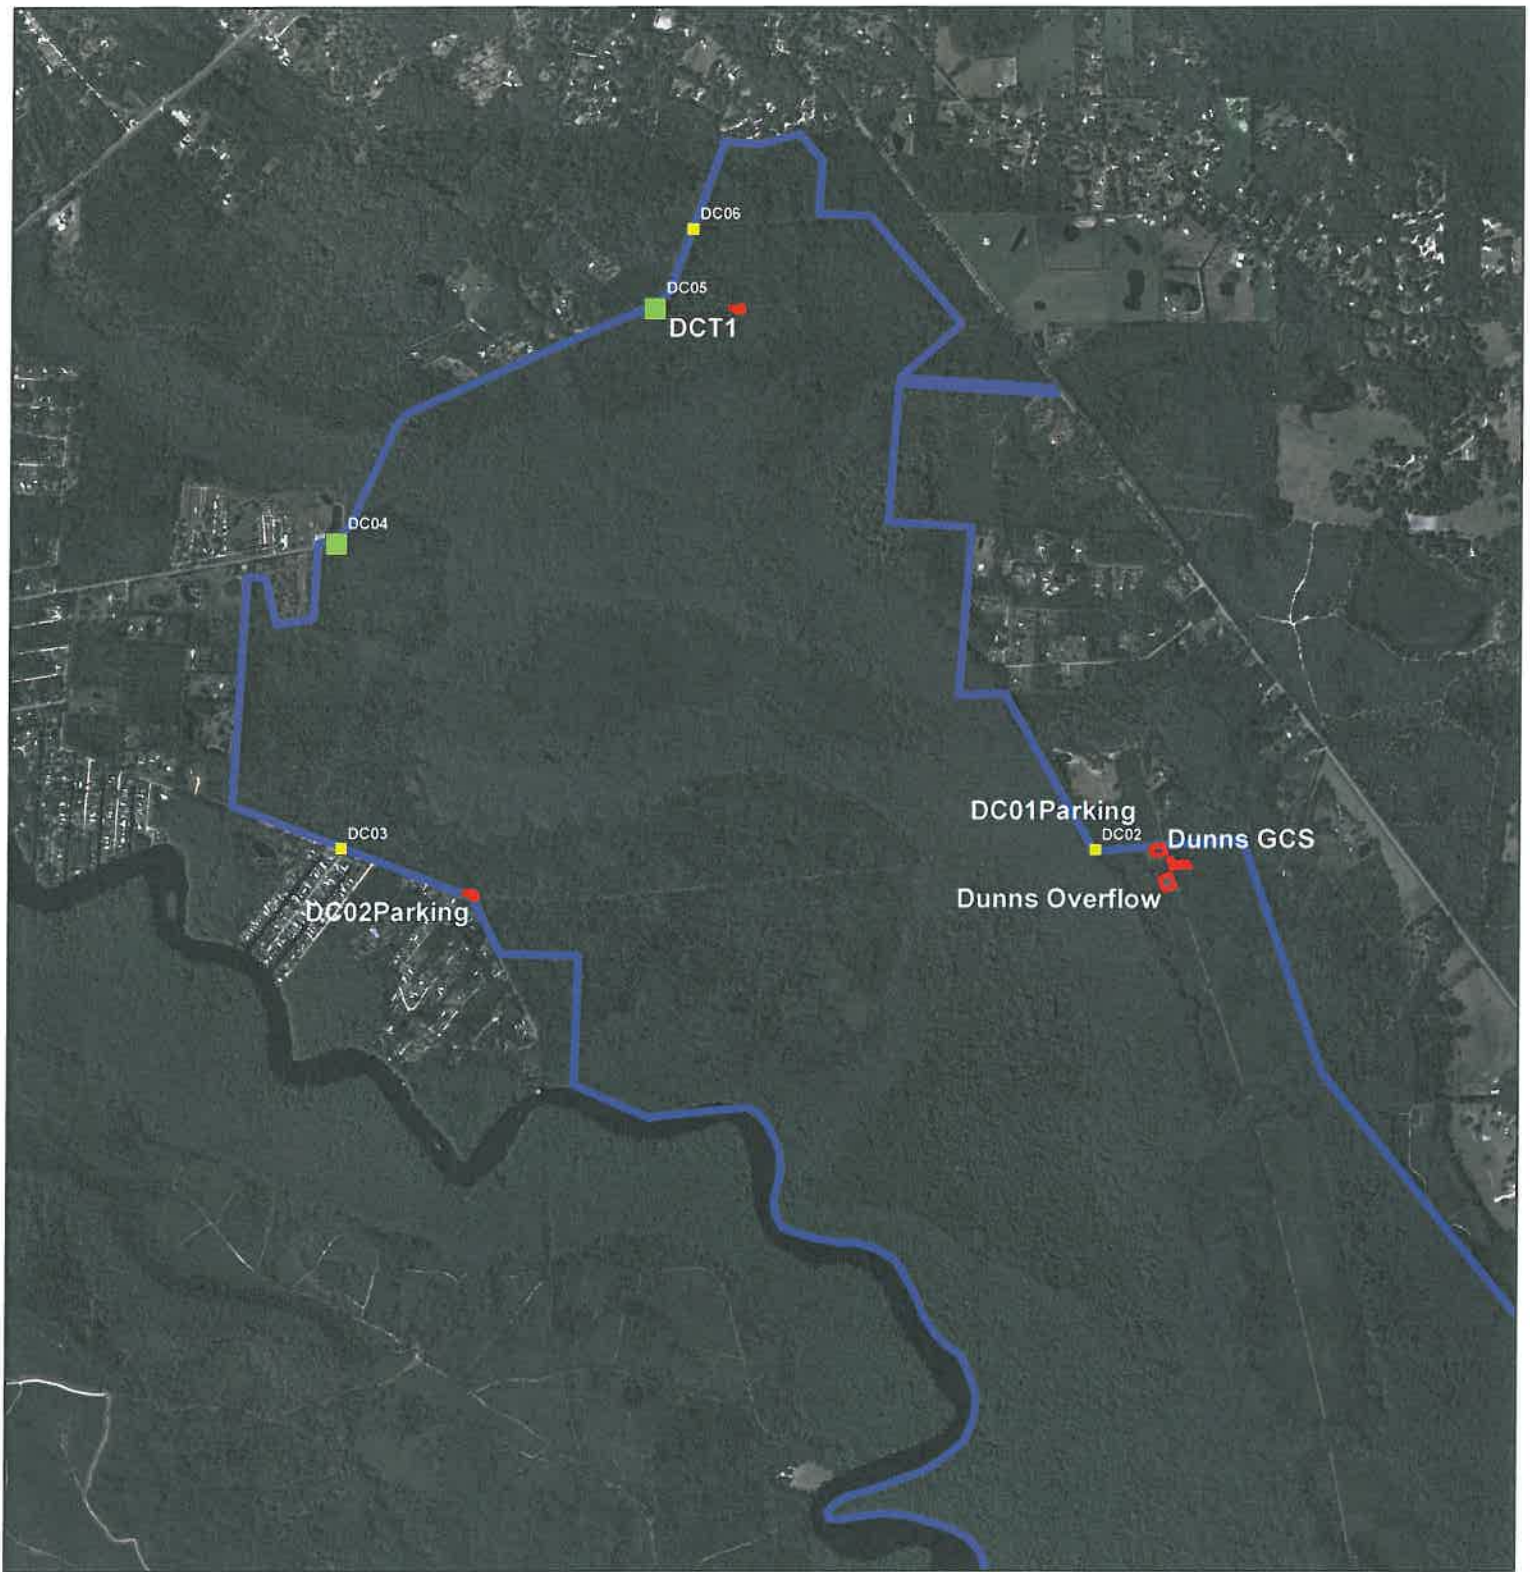 DC06
DC05
DCT1
DC04
DC01Parking
DC02
Dunns GCS
DC03
Dunns Overflow
DC02Parking